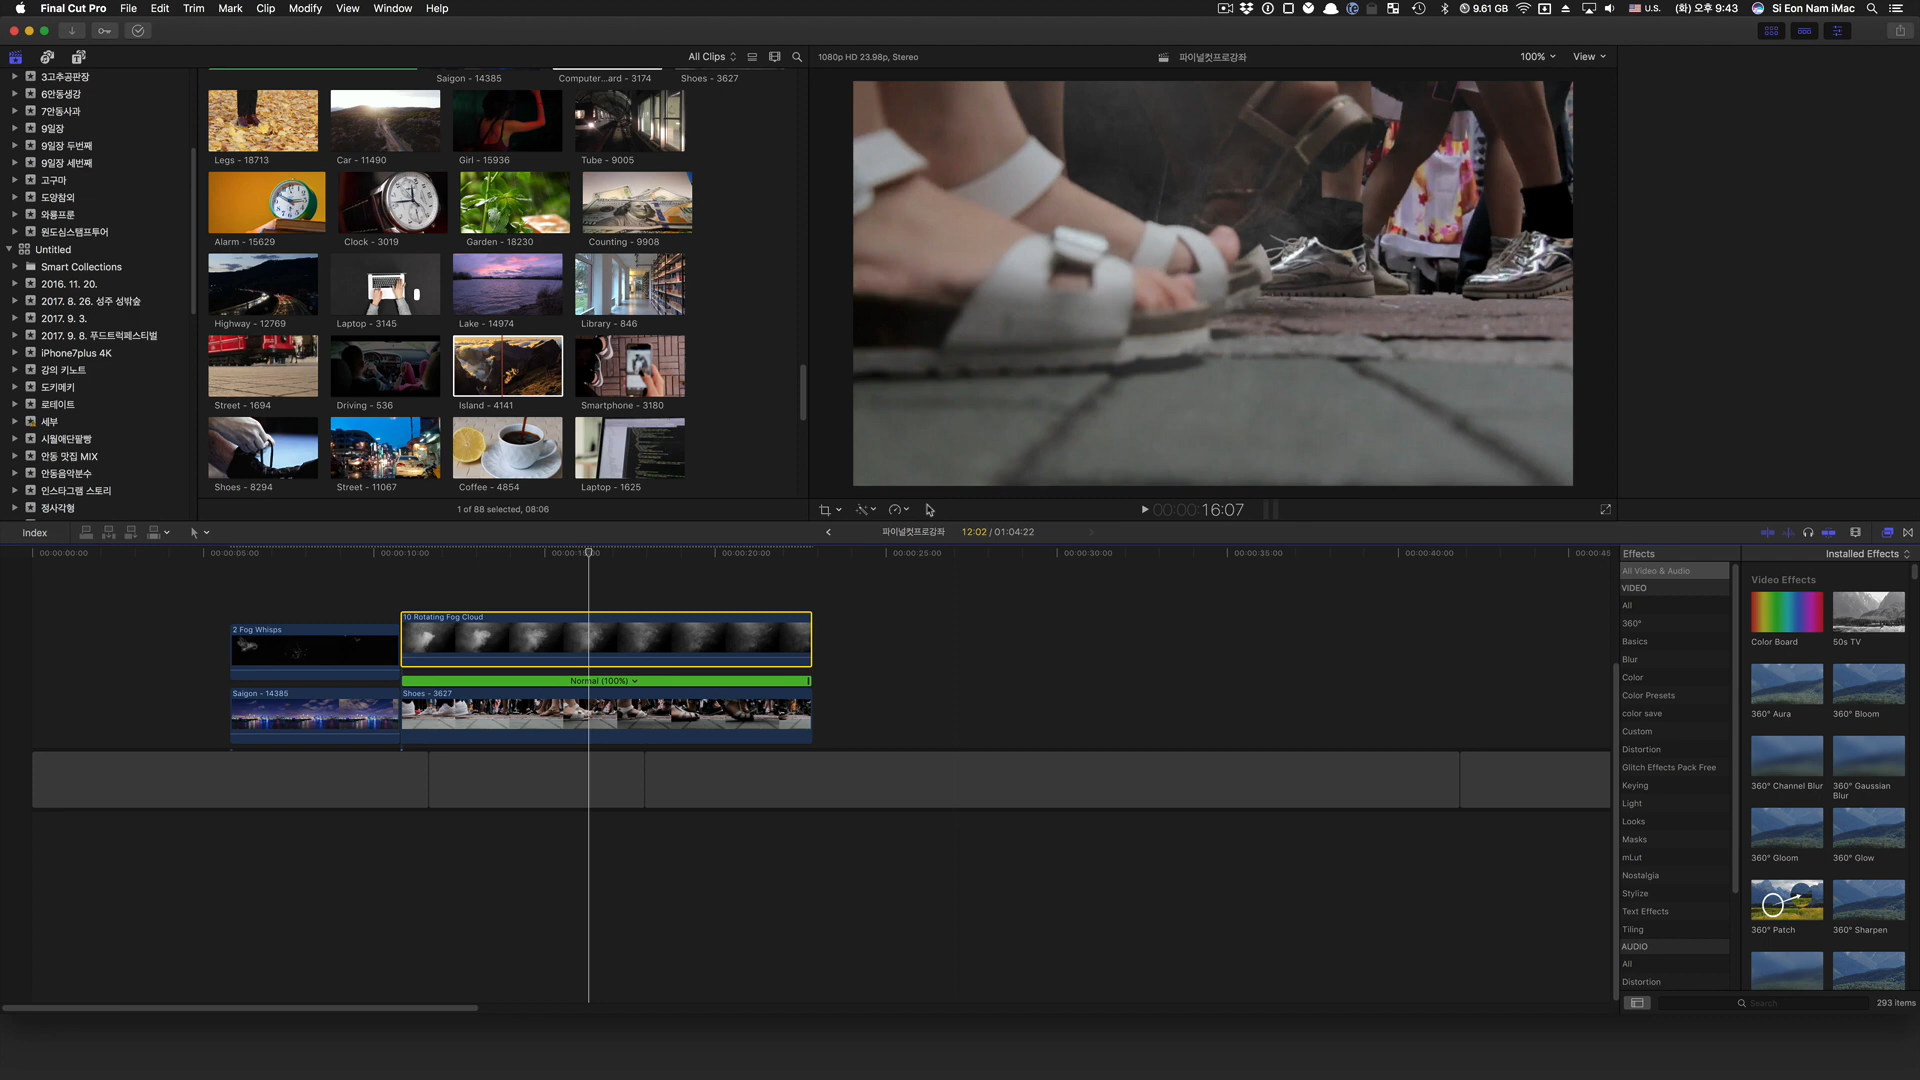 Final Cut Pro File Edit Trim Mark Clip Modify View Window Help
9.61 GB U.S. (화) 오후 9:43 Si Eon Nam iMac
All Clips
1080p HD 23.98p, Stereo 파이널컷프로강좌 100% View
3고추공판장
6안동생강
7안동사과
9일장
9일장 두번째
9일장 세번째
고구마
도양참외
와룡프룬
원도심스탬프투어
Untitled
Smart Collections
2016. 11. 20.
2017. 8. 26. 성주 성밖숲
2017. 9. 3.
2017. 9. 8. 푸드트럭페스티벌
iPhone7plus 4K
강의 키노트
도키메키
로테이트
세부
시월애단팥빵
안동 맛집 MIX
안동음악분수
인스타그램 스토리
정사각형
Saigon - 14385 Computer...ard - 3174 Shoes - 3627
Legs - 18713 Car - 11490 Girl - 15936 Tube - 9005
Alarm - 15629 Clock - 3019 Garden - 18230 Counting - 9908
Highway - 12769 Laptop - 3145 Lake - 14974 Library - 846
Street - 1694 Driving - 536 Island - 4141 Smartphone - 3180
Shoes - 8294 Street - 11067 Coffee - 4854 Laptop - 1625
1 of 88 selected, 08:06
00:00:00:16:07
Index
파이널컷프로강좌 12:02 / 01:04:22
00:00:00:00 00:00:05:00 00:00:10:00 00:00:20:00 00:00:25:00 00:00:30:00 00:00:35:00 00:00:40:00 00:00:45
10 Rotating Fog Cloud
2 Fog Whisps
Normal (100%)
Saigon - 14385 Shoes - 3627
Effects Installed Effects
All Video & Audio
VIDEO
All
360°
Basics
Blur
Color
Color Presets
color save
Custom
Distortion
Glitch Effects Pack Free
Keying
Light
Looks
Masks
mLut
Nostalgia
Stylize
Text Effects
Tiling
AUDIO
All
Distortion
Video Effects
Color Board 50s TV
360° Aura 360° Bloom
360° Channel Blur 360° Gaussian Blur
360° Gloom 360° Glow
360° Patch 360° Sharpen
Search 293 items